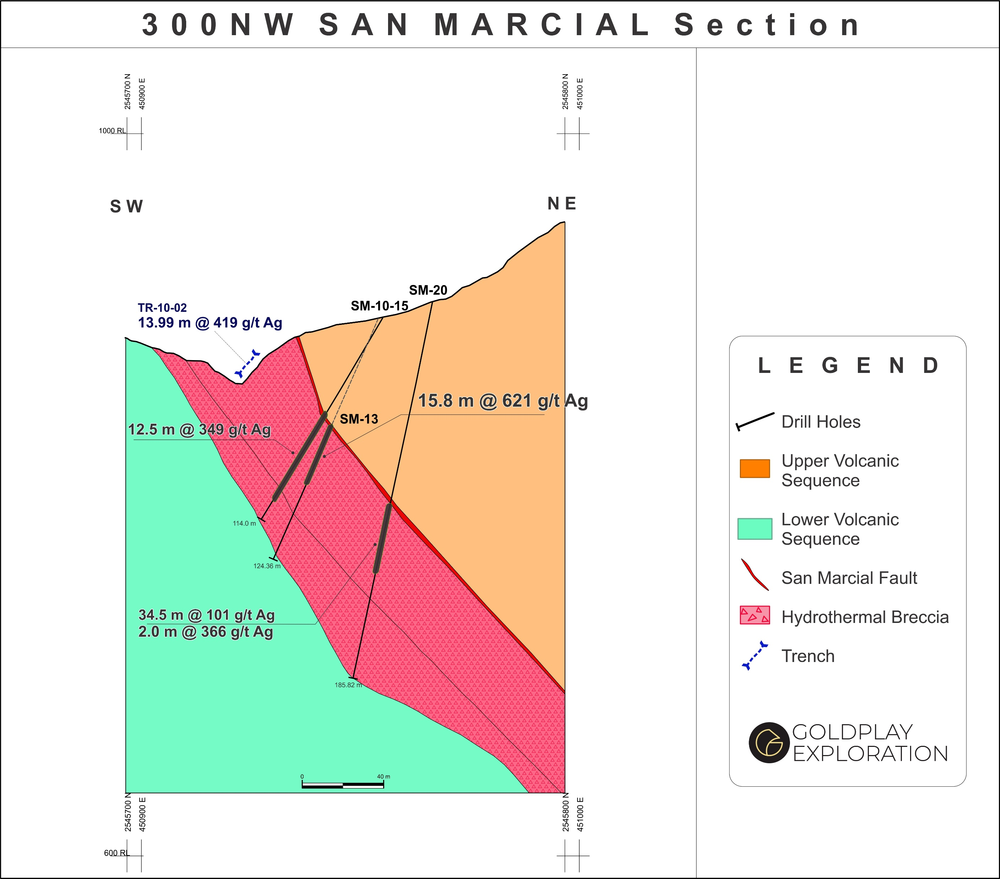 300NW SAN MARCIAL Section
2545700 N
450900 E
2545800 N
451000 E
1000 RL
SW
NE
SM-20
SM-10-15
TR-10-02
13.99 m @ 419 g/t Ag
15.8 m @ 621 g/t Ag
SM-13
12.5 m @ 349 g/t Ag
114.0 m
124.36 m
34.5 m @ 101 g/t Ag
2.0 m @ 366 g/t Ag
185.82 m
0
40 m
2545700 N
450900 E
2545800 N
451000 E
600 RL
LEGEND
Drill Holes
Upper Volcanic
Sequence
Lower Volcanic
Sequence
San Marcial Fault
Hydrothermal Breccia
Trench
GOLDPLAY
EXPLORATION